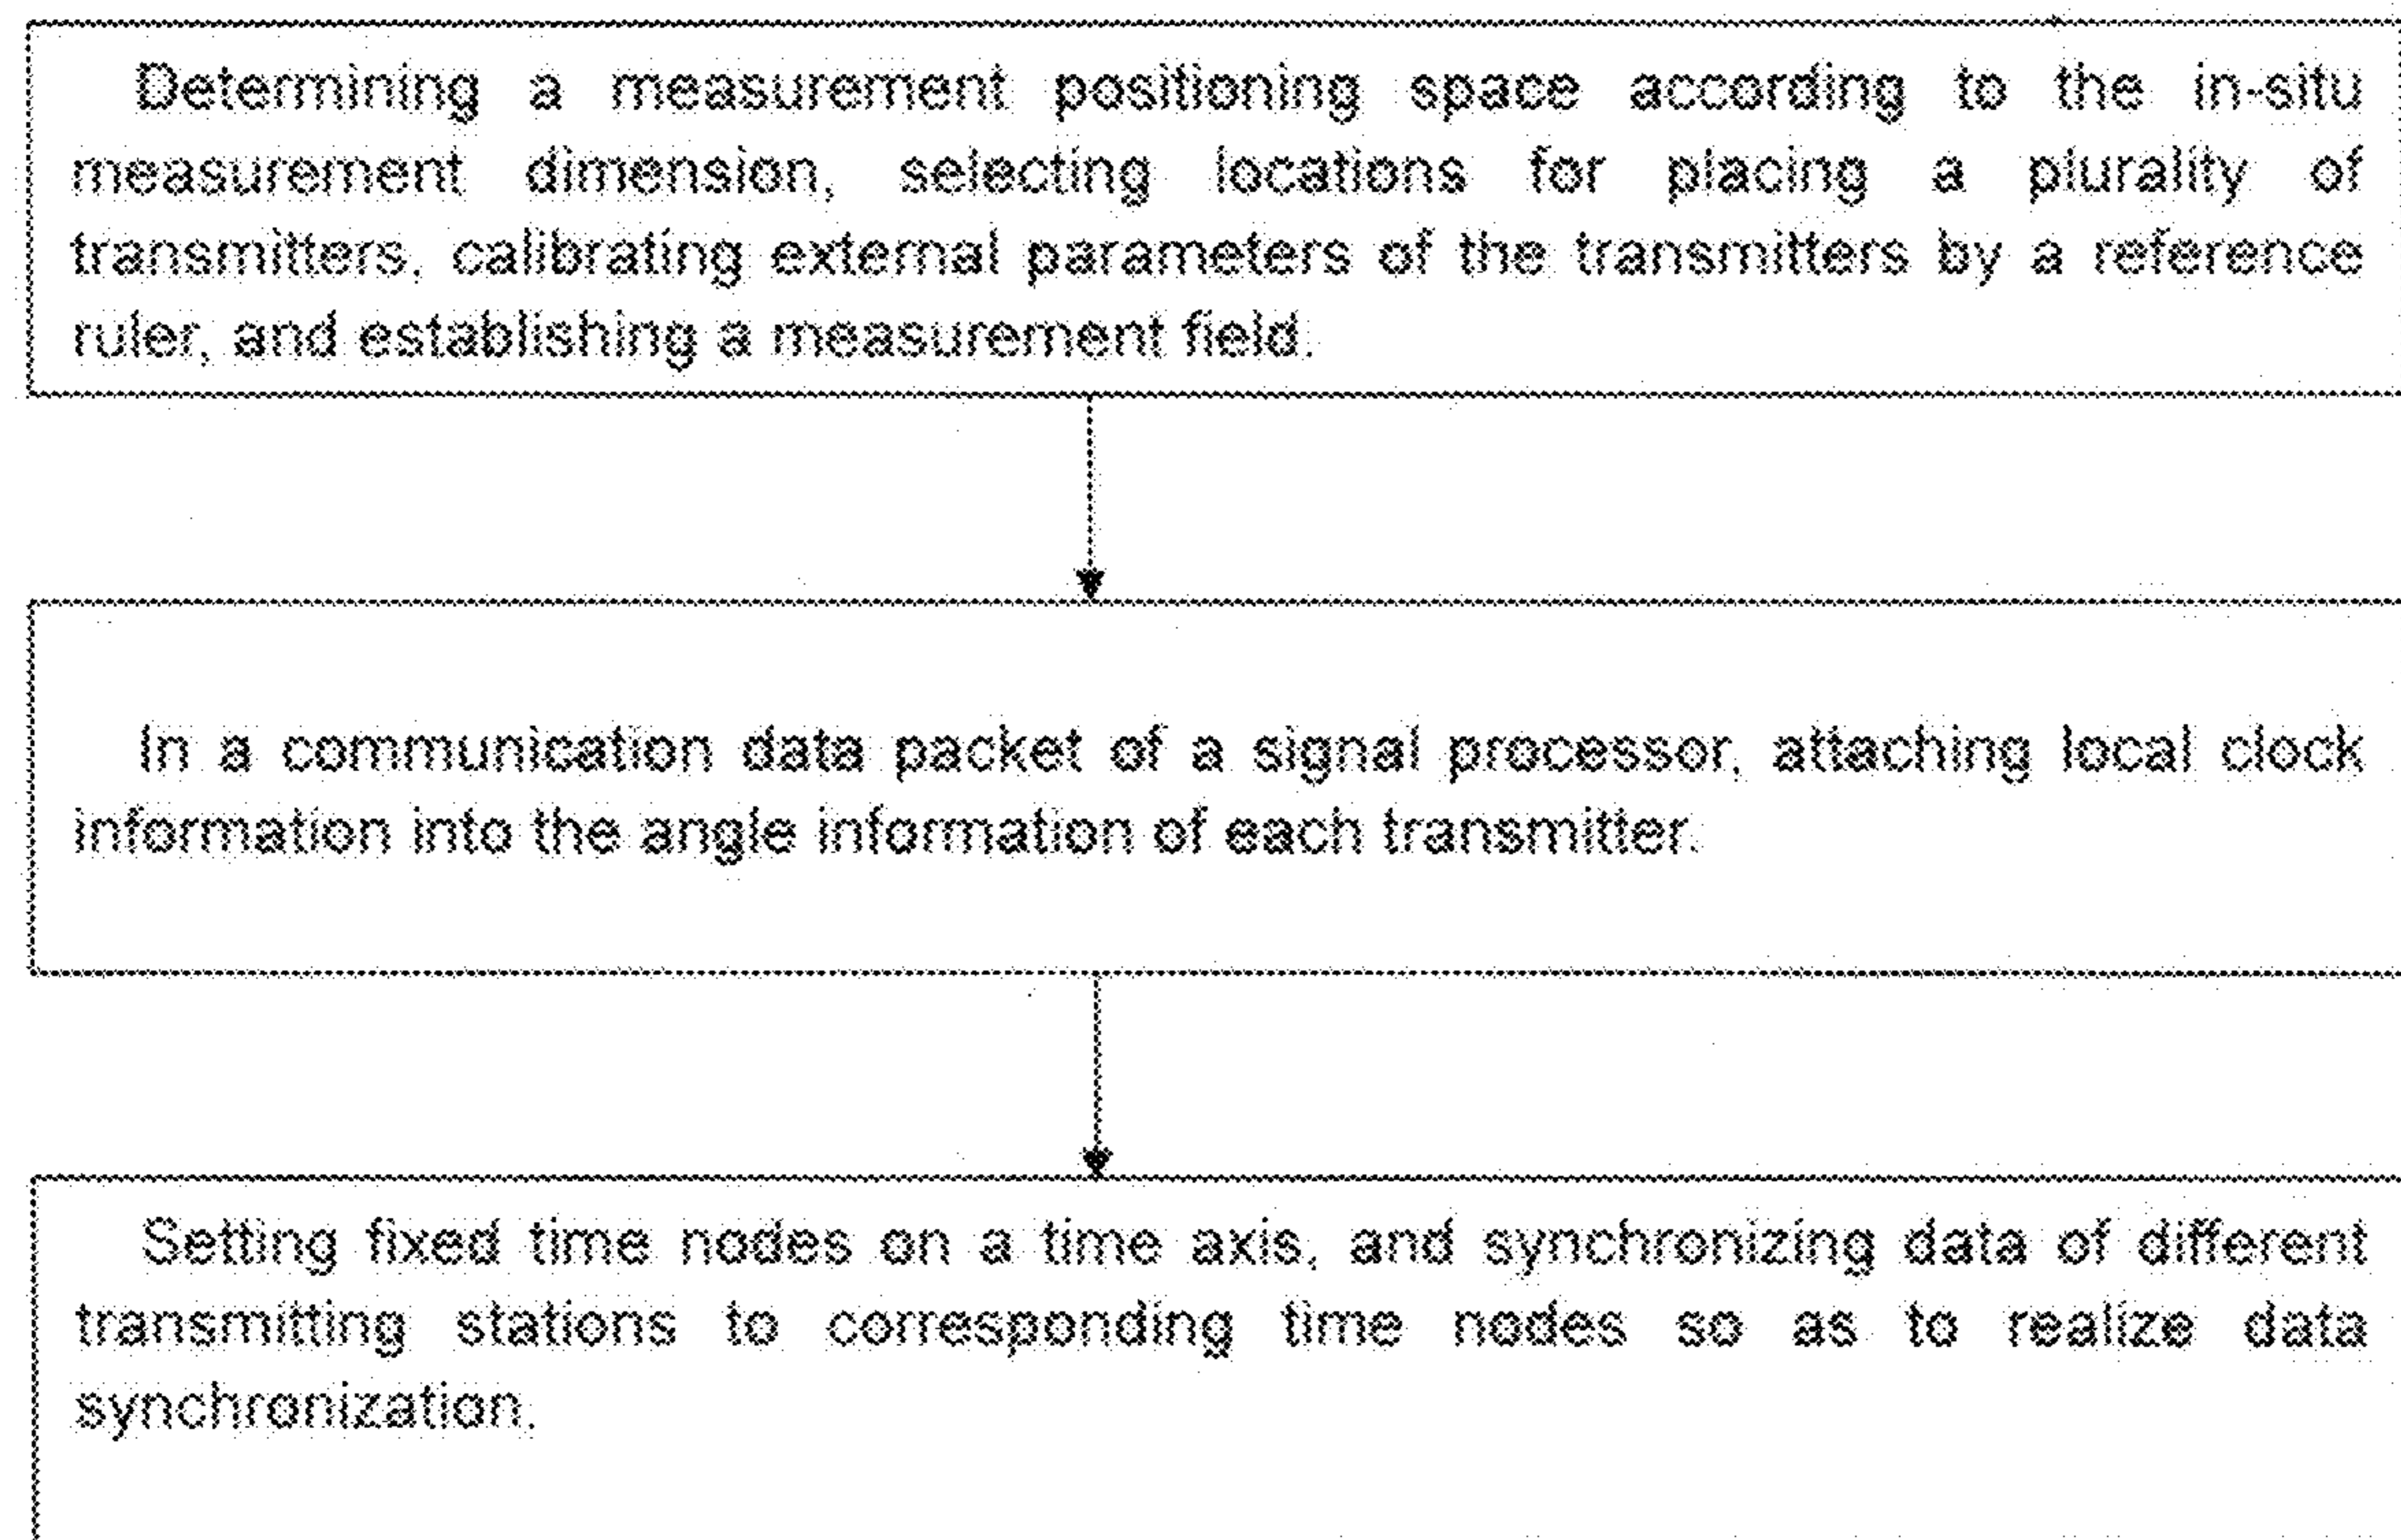 Determining a measurement positioning space according to the in-situ
measurement dimension, selecting locations for placing a plurality of
transmitters, calibrating external parameters of the transmitters by a reference
ruler, and establishing a measurement field.
In a communication data packet of a signal processor, attaching local clock
information into the angle information of each transmitter.
Setting fixed time nodes on a time axis, and synchronizing data of different
transmitting stations to corresponding time nodes so as to realize data
synchronization.